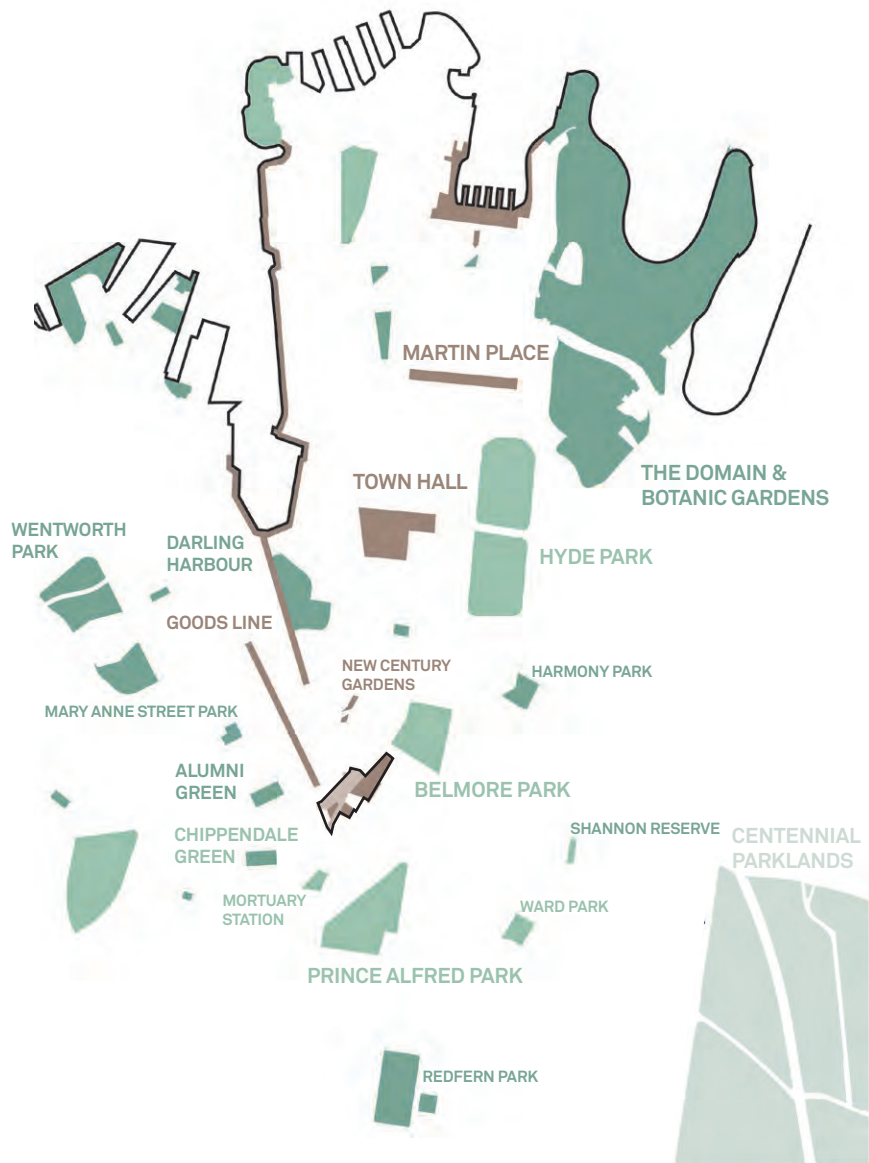 MARTIN PLACE
THE DOMAIN &
BOTANIC GARDENS
TOWN HALL
WENTWORTH
PARK
DARLING
HARBOUR
HYDE PARK
GOODS LINE
NEW CENTURY
GARDENS
HARMONY PARK
MARY ANNE STREET PARK
ALUMNI
GREEN
BELMORE PARK
CHIPPENDALE
GREEN
SHANNON RESERVE
CENTENNIAL
PARKLANDS
MORTUARY
STATION
WARD PARK
PRINCE ALFRED PARK
REDFERN PARK